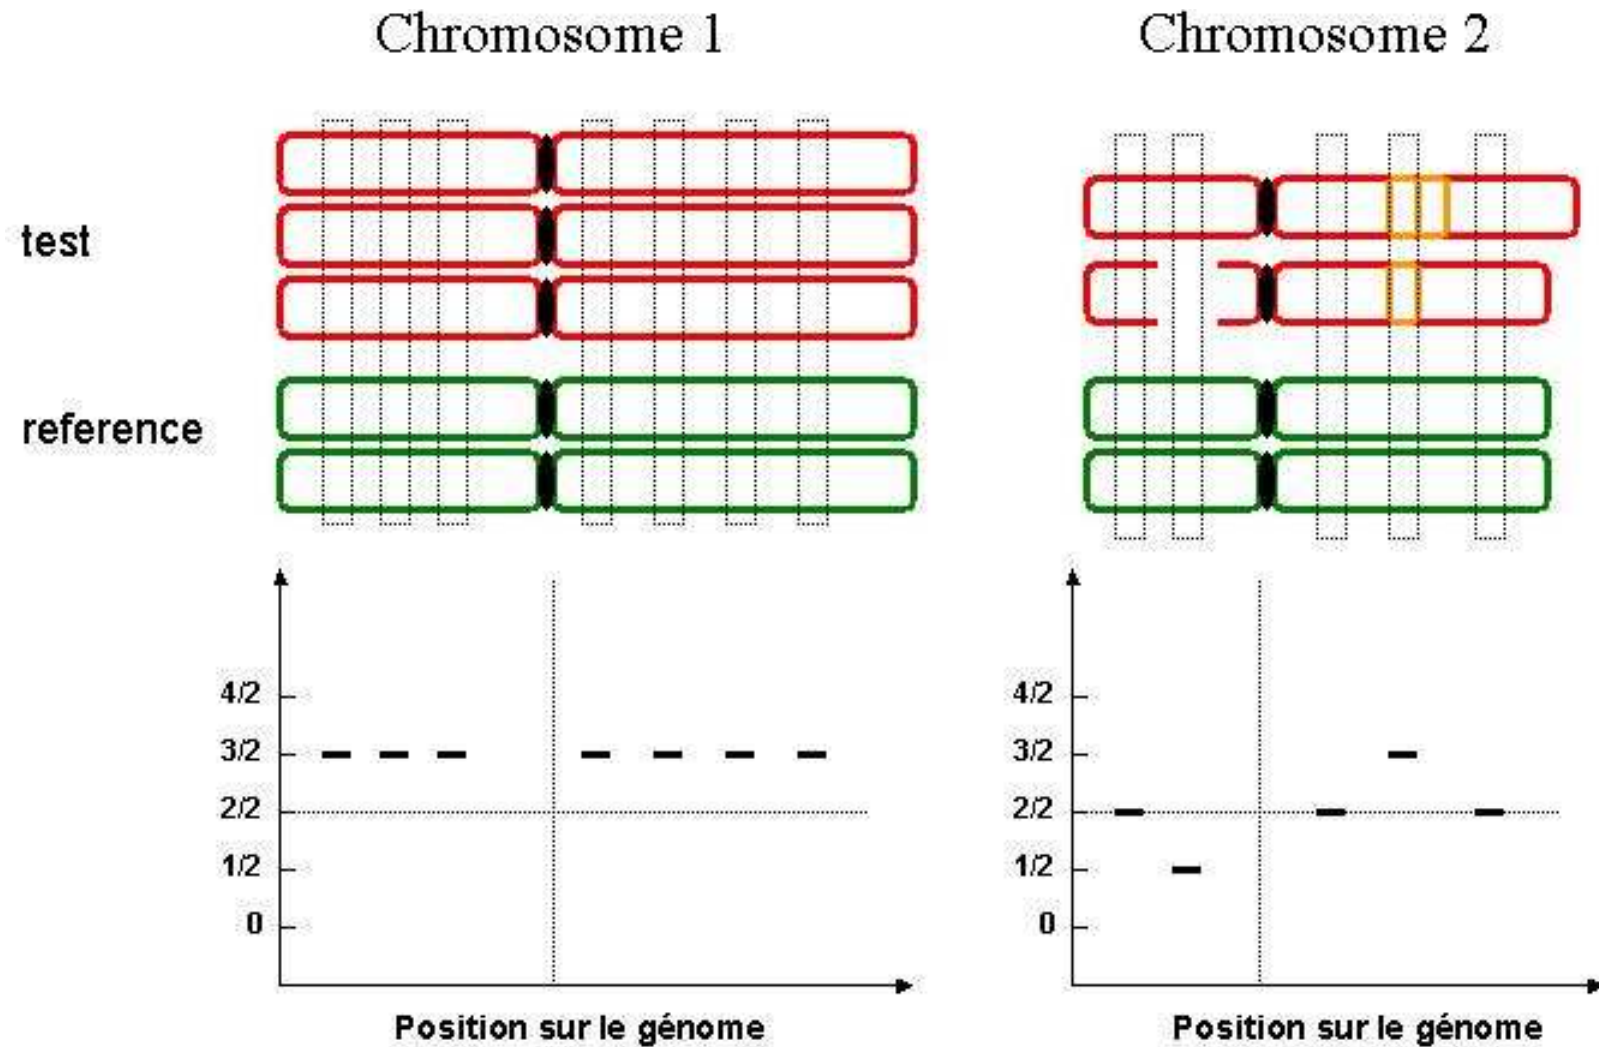 Chromosome 1
Chromosome 2
test
reference
4/2
3/2
2/2
1/2
0
Position sur le génome
4/2
3/2
2/2
1/2
0
Position sur le génome